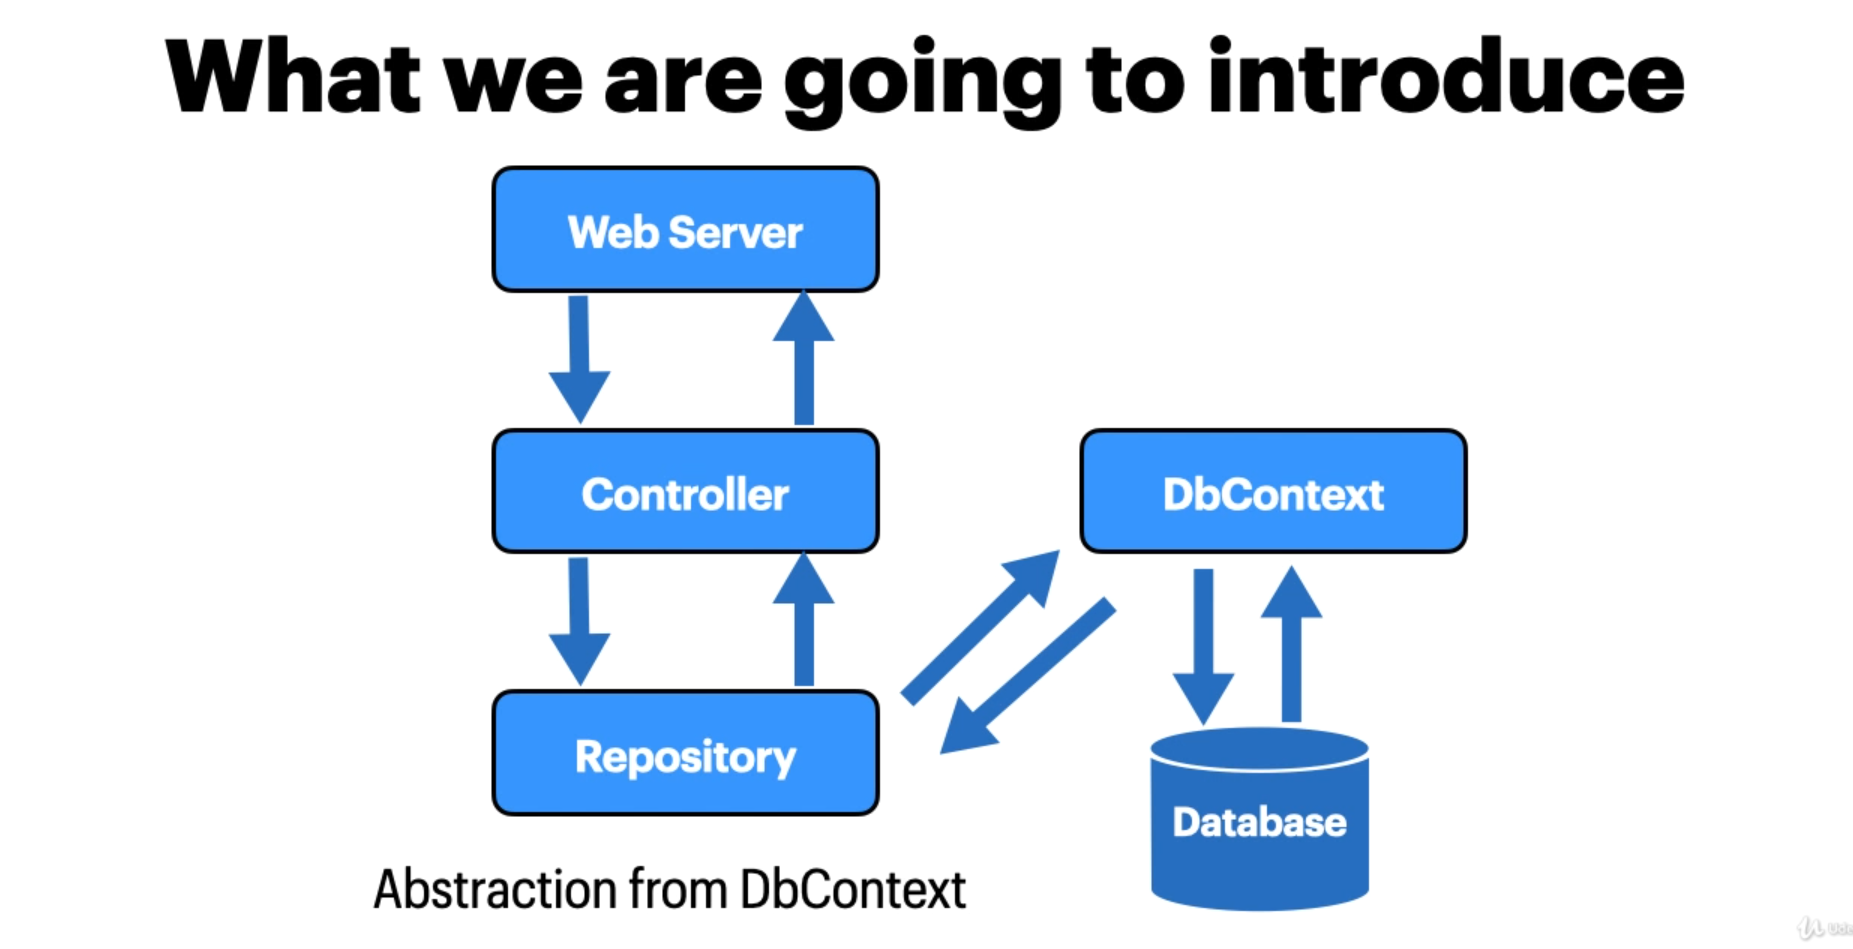 What we are going to introduce
Web Server
Controller
DbContext
Repository
Database
Abstraction from DbContext